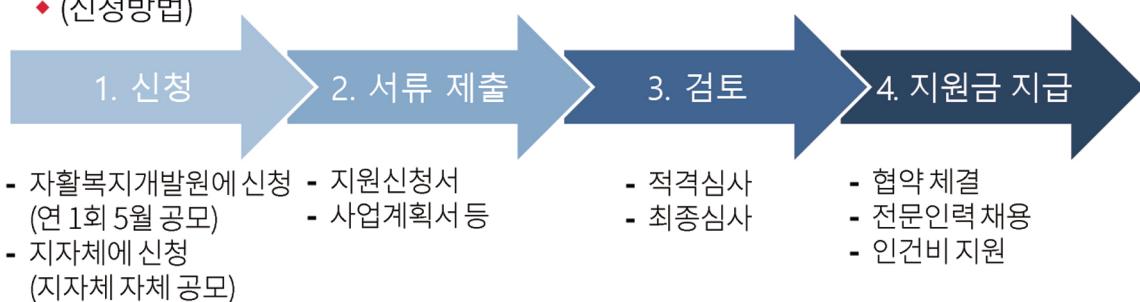 ◆ (신청방법)
1. 신청
2. 서류 제출
3. 검토
4. 지원금 지급
- 자활복지개발원에 신청
(연 1회 5월 공모)
- 지자체에 신청
(지자체 자체 공모)
- 지원신청서
- 사업계획서 등
- 적격심사
- 최종심사
- 협약 체결
- 전문인력 채용
- 인건비 지원